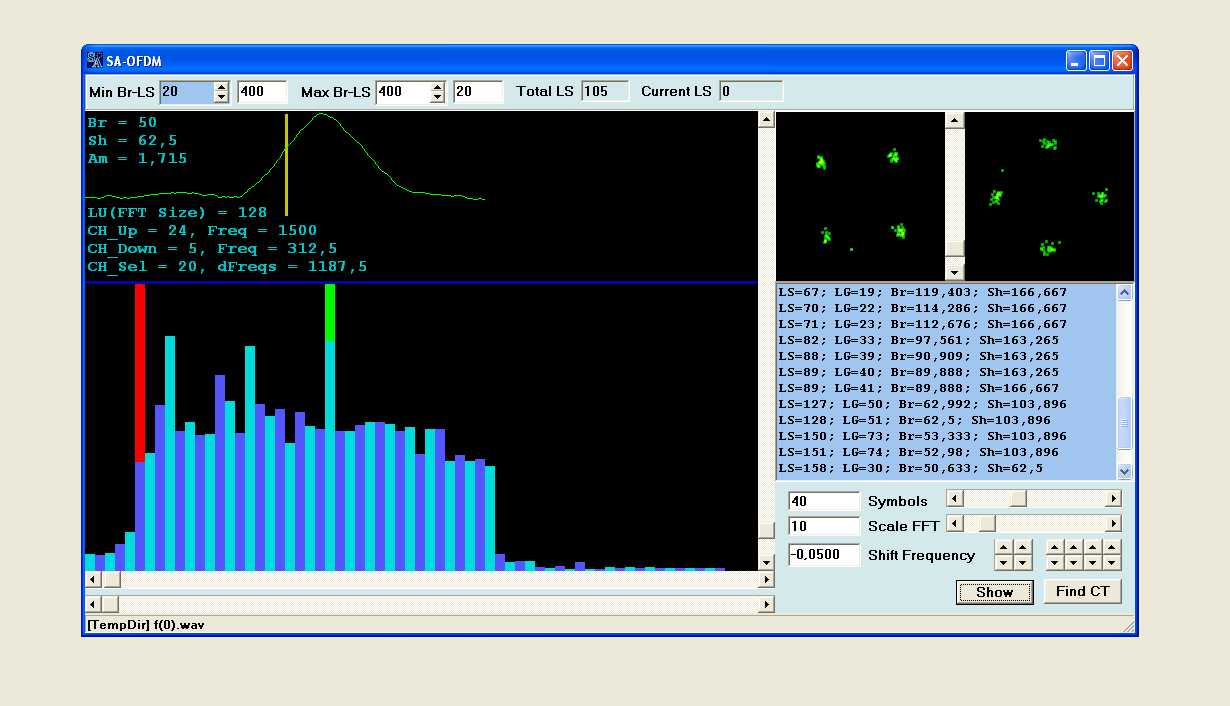 SA-OFDM
Min Br-LS 20 400 Max Br-LS 400 20 Total LS 105 Current LS 0
Br = 50
Sh = 62,5
Am = 1,715
LU(FFT Size) = 128
CH_Up = 24, Freq = 1500
CH_Down = 5, Freq = 312,5
CH_Sel = 20, dFreqs = 1187,5
LS=67; LG=19; Br=119,403; Sh=166,667
LS=70; LG=22; Br=114,286; Sh=166,667
LS=71; LG=23; Br=112,676; Sh=166,667
LS=82; LG=33; Br=97,561; Sh=163,265
LS=88; LG=39; Br=90,909; Sh=163,265
LS=89; LG=40; Br=89,888; Sh=163,265
LS=89; LG=41; Br=89,888; Sh=166,667
LS=127; LG=50; Br=62,992; Sh=103,896
LS=128; LG=51; Br=62,5; Sh=103,896
LS=150; LG=73; Br=53,333; Sh=103,896
LS=151; LG=74; Br=52,98; Sh=103,896
LS=158; LG=30; Br=50,633; Sh=62,5
40 Symbols
10 Scale FFT
-0,0500 Shift Frequency
Show Find CT
[TempDir] f(0).wav